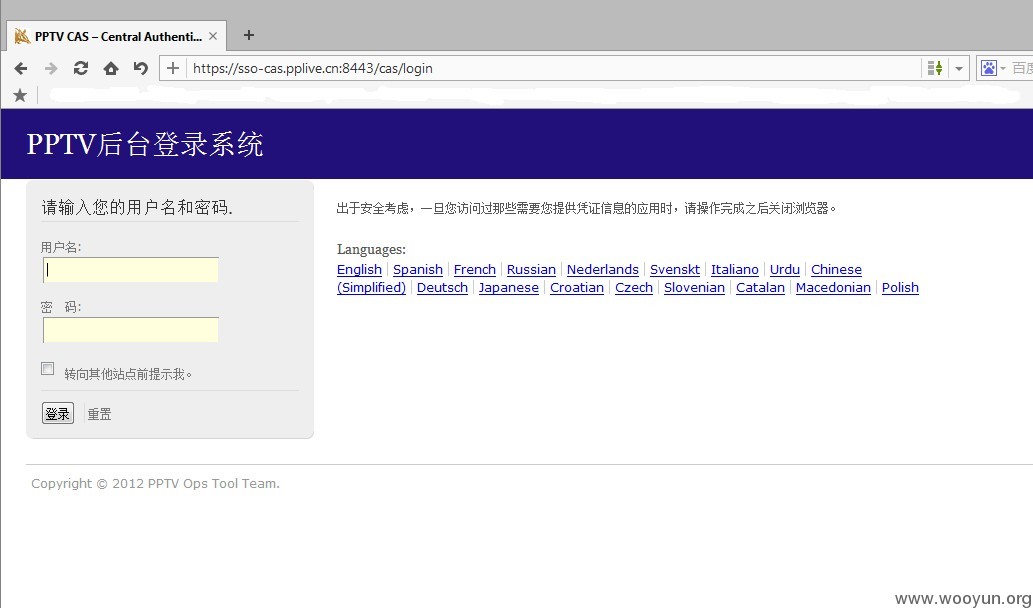 PPTV CAS – Central Authenti...
https://sso-cas.pplive.cn:8443/cas/login
百度
PPTV后台登录系统
请输入您的用户名和密码.
用户名:
密 码:
转向其他站点前提示我。
登录 重置
出于安全考虑，一旦您访问过那些需要您提供凭证信息的应用时，请操作完成之后关闭浏览器。
Languages:
English | Spanish | French | Russian | Nederlands | Svenskt | Italiano | Urdu | Chinese
(Simplified) | Deutsch | Japanese | Croatian | Czech | Slovenian | Catalan | Macedonian | Polish
Copyright © 2012 PPTV Ops Tool Team.
www.wooyun.org